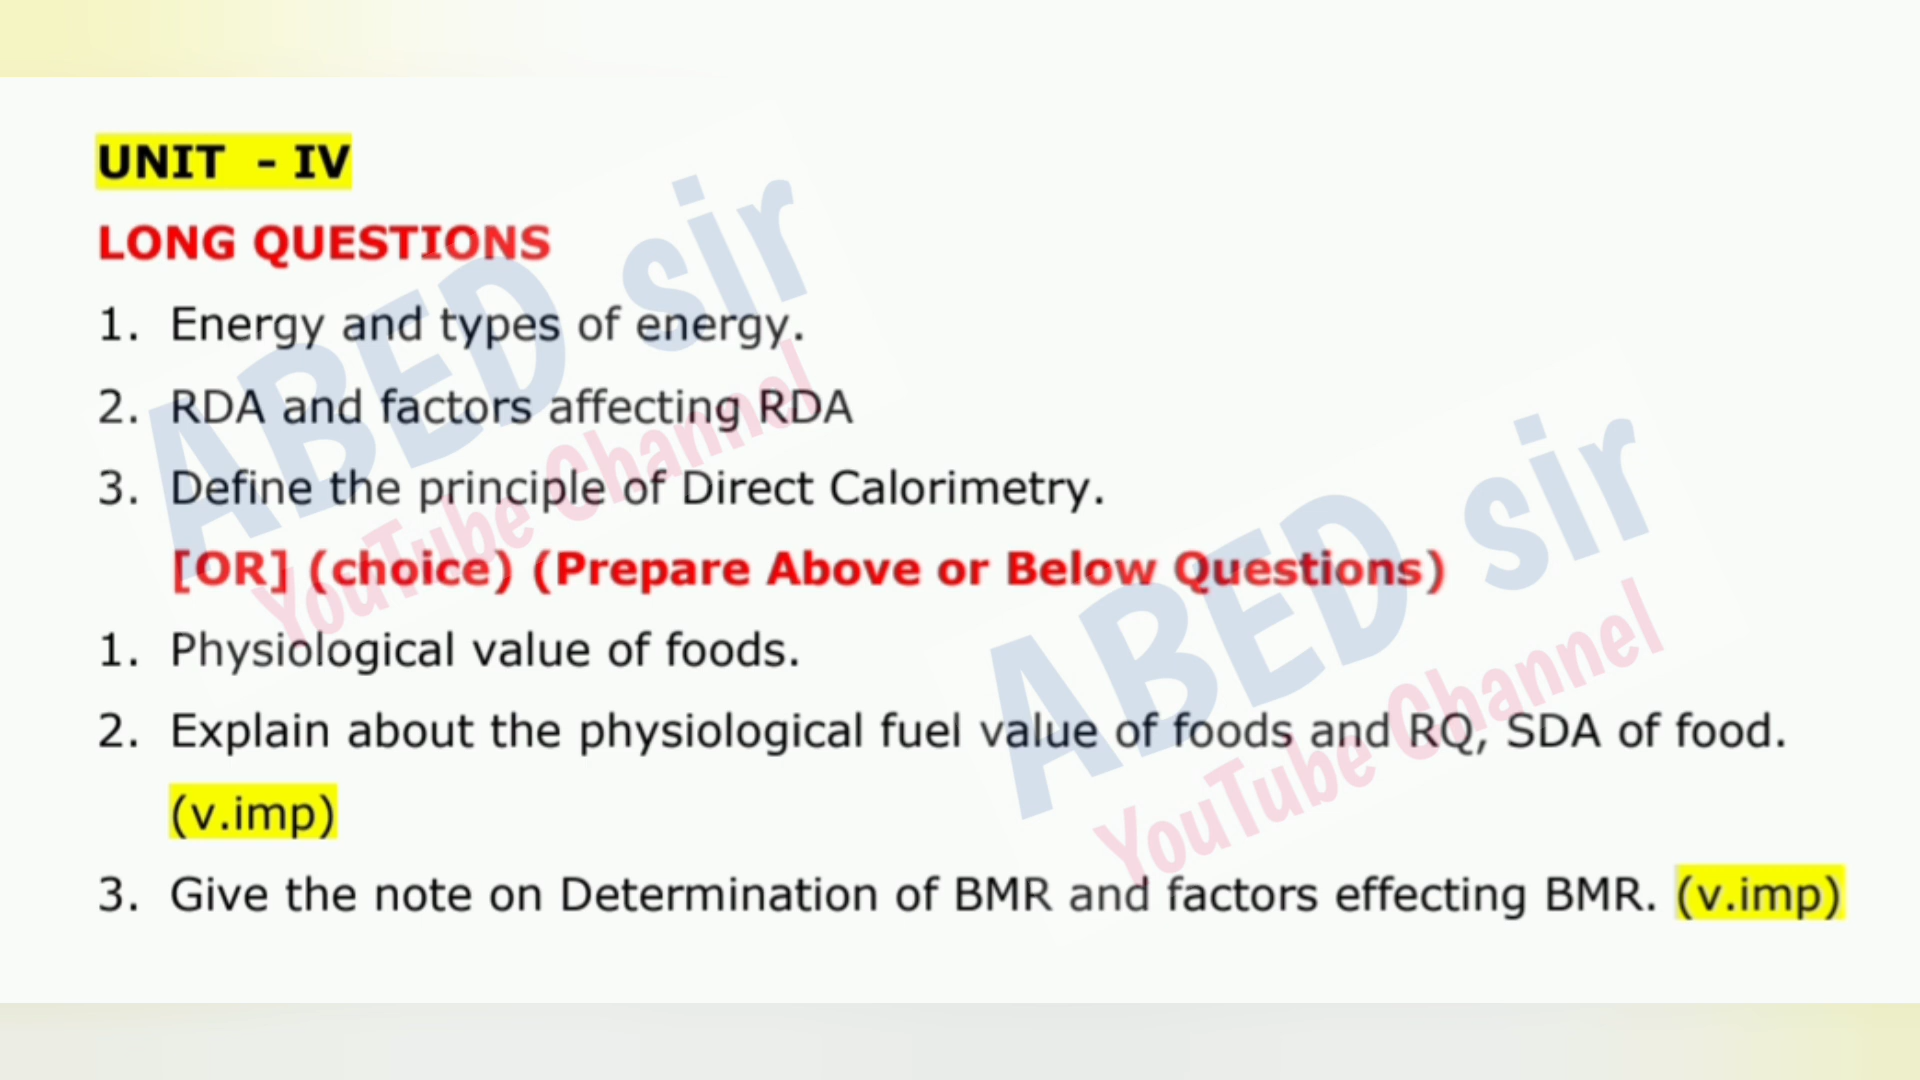 UNIT - IV
LONG QUESTIONS
1. Energy and types of energy.
2. RDA and factors affecting RDA
3. Define the principle of Direct Calorimetry.
[OR] (choice) (Prepare Above or Below Questions)
1. Physiological value of foods.
2. Explain about the physiological fuel value of foods and RQ, SDA of food.
(v.imp)
3. Give the note on Determination of BMR and factors effecting BMR. (v.imp)
ABED sir
YouTube Channel
ABED sir
YouTube Channel